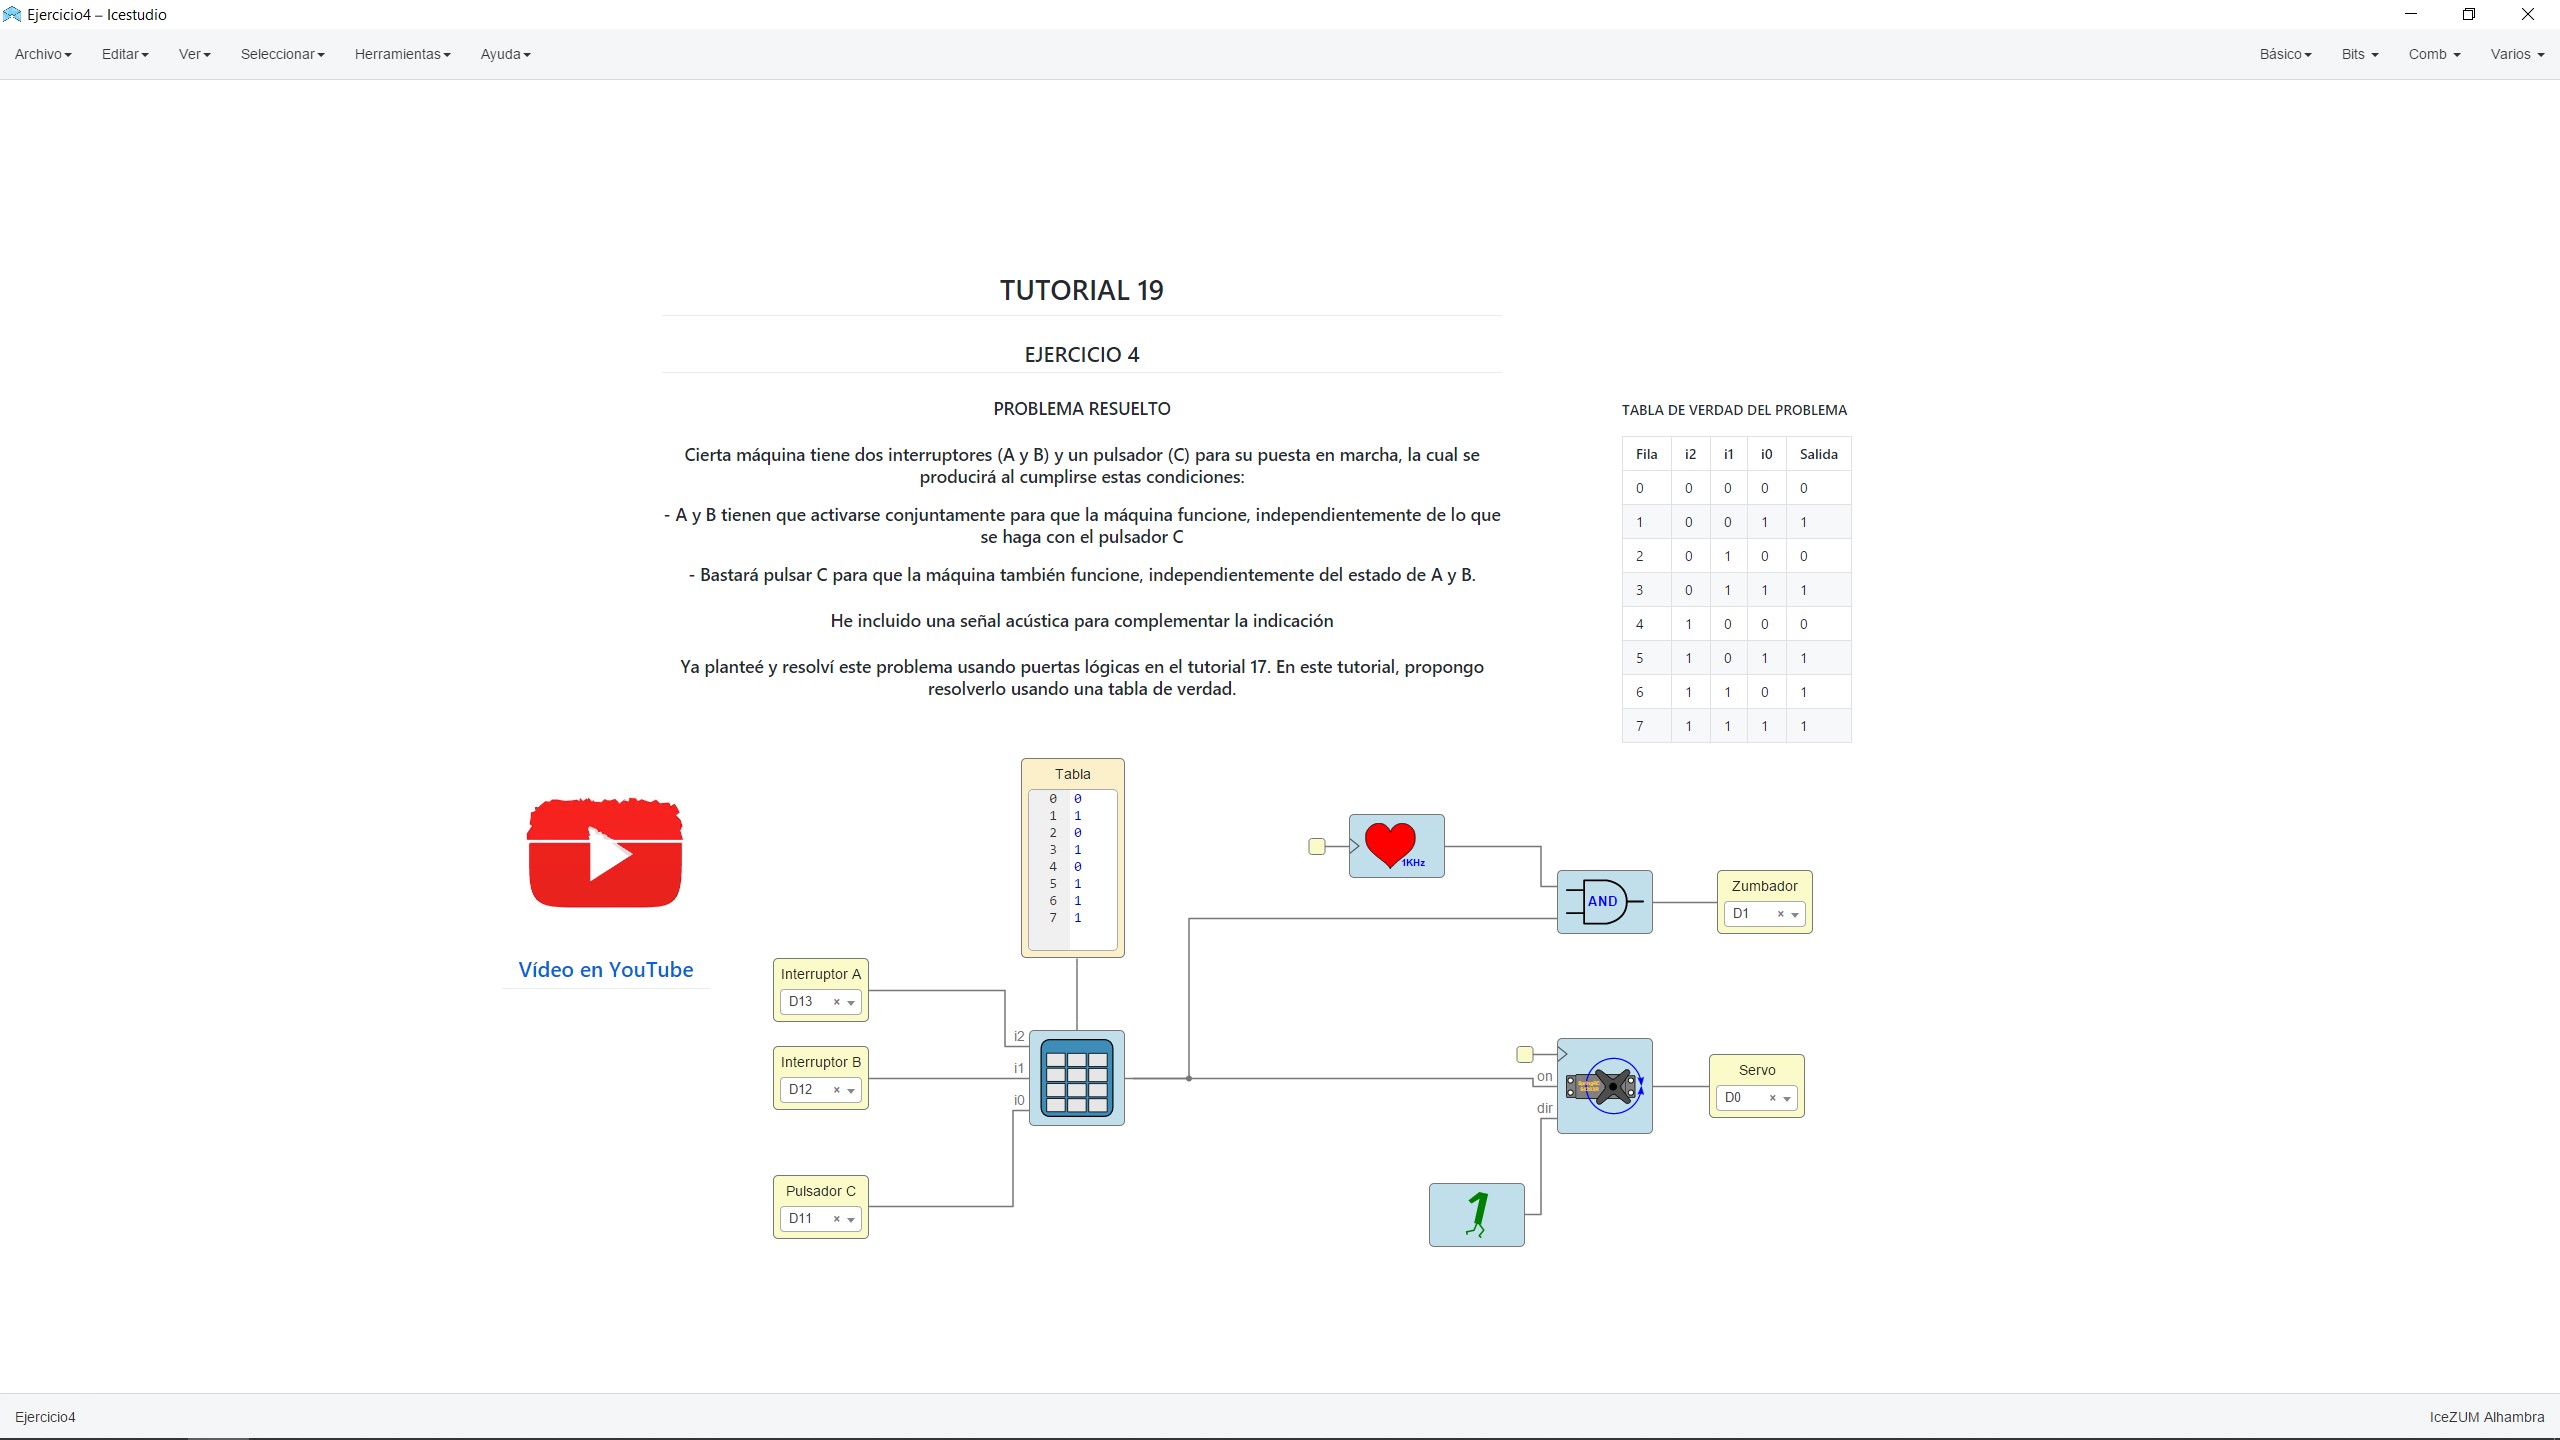 Ejercicio4 – Icestudio
Archivo Editar Ver Seleccionar Herramientas Ayuda Básico Bits Comb Varios
TUTORIAL 19
EJERCICIO 4
PROBLEMA RESUELTO
Cierta máquina tiene dos interruptores (A y B) y un pulsador (C) para su puesta en marcha, la cual se
producirá al cumplirse estas condiciones:
- A y B tienen que activarse conjuntamente para que la máquina funcione, independientemente de lo que
se haga con el pulsador C
- Bastará pulsar C para que la máquina también funcione, independientemente del estado de A y B.
He incluido una señal acústica para complementar la indicación
Ya planteé y resolví este problema usando puertas lógicas en el tutorial 17. En este tutorial, propongo
resolverlo usando una tabla de verdad.
TABLA DE VERDAD DEL PROBLEMA
Fila i2 i1 i0 Salida
0 0 0 0 0
1 0 0 1 1
2 0 1 0 0
3 0 1 1 1
4 1 0 0 0
5 1 0 1 1
6 1 1 0 1
7 1 1 1 1
Vídeo en YouTube
Tabla
0 0
1 1
2 0
3 1
4 0
5 1
6 1
7 1
Interruptor A
D13 ×
Interruptor B
D12 ×
Pulsador C
D11 ×
i2
i1
i0
1KHz
AND
Zumbador
D1 ×
on
dir
Servo
D0 ×
1
Ejercicio4
IceZUM Alhambra